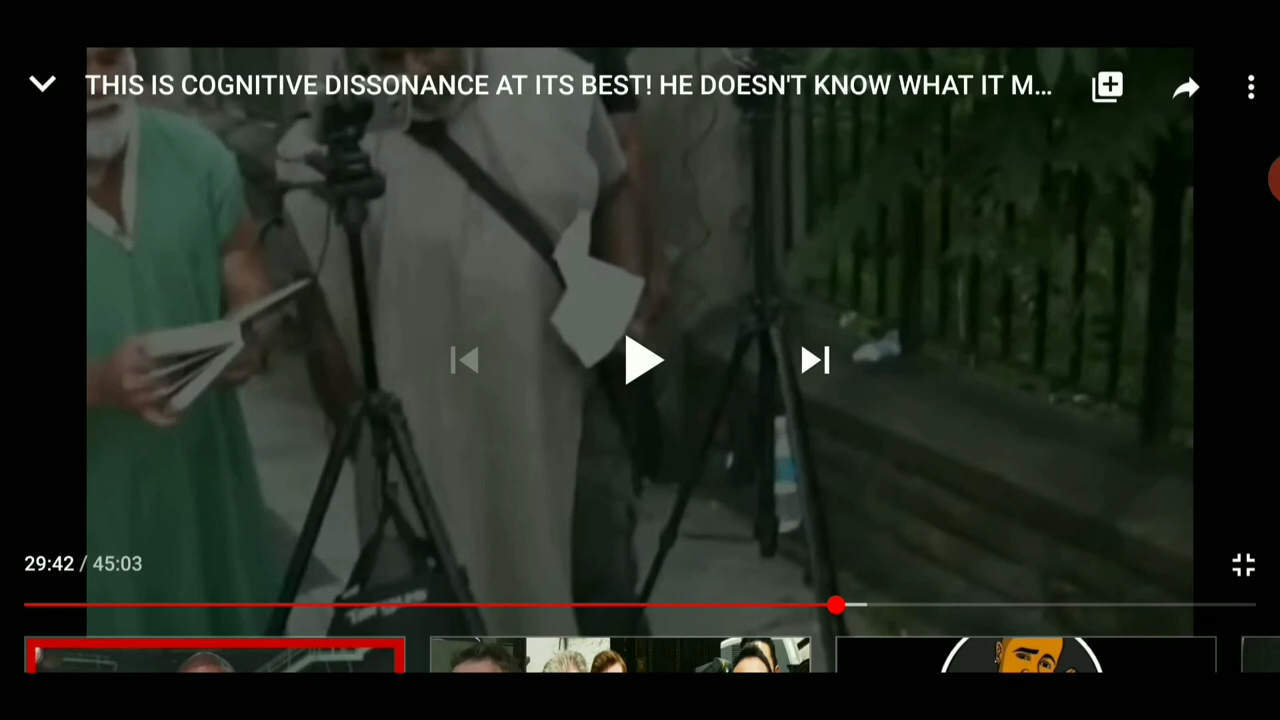 THIS IS COGNITIVE DISSONANCE AT ITS BEST! HE DOESN'T KNOW WHAT IT M...
29:42 / 45:03